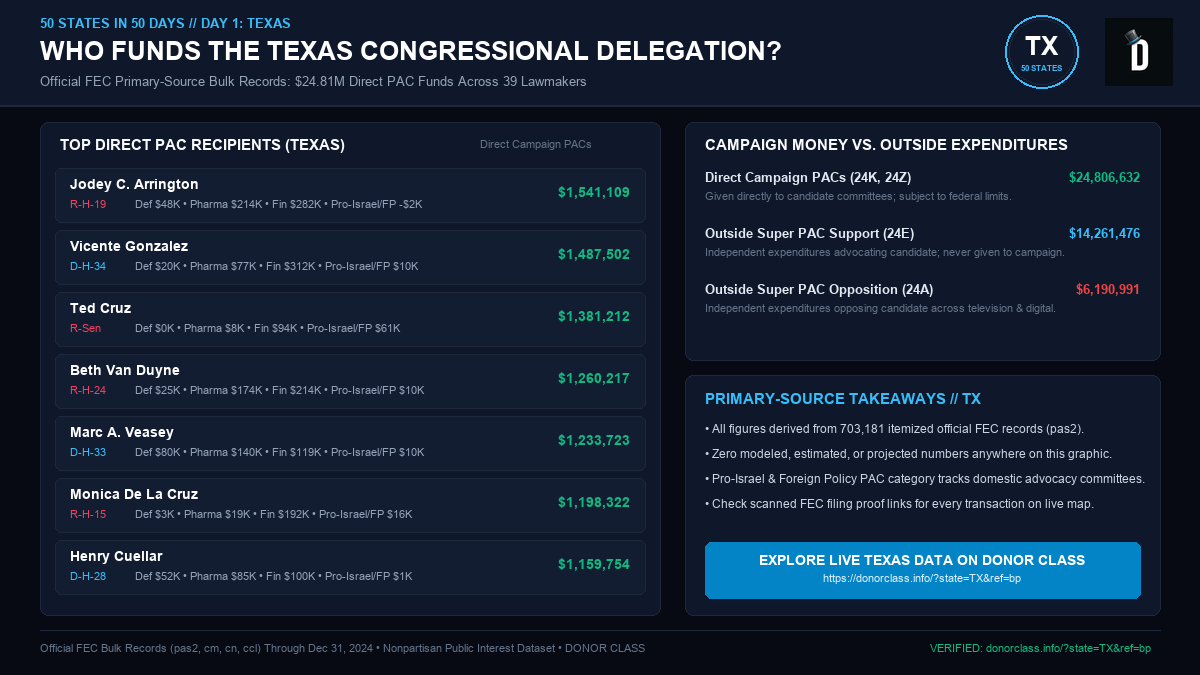 50 STATES IN 50 DAYS // DAY 1: TEXAS
WHO FUNDS THE TEXAS CONGRESSIONAL DELEGATION?
Official FEC Primary-Source Bulk Records: $24.81M Direct PAC Funds Across 39 Lawmakers
TX
50 STATES
D
TOP DIRECT PAC RECIPIENTS (TEXAS)
Direct Campaign PACs
Jodey C. Arrington
$1,541,109
R-H-19 Def $48K • Pharma $214K • Fin $282K • Pro-Israel/FP -$2K
Vicente Gonzalez
$1,487,502
D-H-34 Def $20K • Pharma $77K • Fin $312K • Pro-Israel/FP $10K
Ted Cruz
$1,381,212
R-Sen Def $0K • Pharma $8K • Fin $94K • Pro-Israel/FP $61K
Beth Van Duyne
$1,260,217
R-H-24 Def $25K • Pharma $174K • Fin $214K • Pro-Israel/FP $10K
Marc A. Veasey
$1,233,723
D-H-33 Def $80K • Pharma $140K • Fin $119K • Pro-Israel/FP $10K
Monica De La Cruz
$1,198,322
R-H-15 Def $3K • Pharma $19K • Fin $192K • Pro-Israel/FP $16K
Henry Cuellar
$1,159,754
D-H-28 Def $52K • Pharma $85K • Fin $100K • Pro-Israel/FP $1K
CAMPAIGN MONEY VS. OUTSIDE EXPENDITURES
Direct Campaign PACs (24K, 24Z) $24,806,632
Given directly to candidate committees; subject to federal limits.
Outside Super PAC Support (24E) $14,261,476
Independent expenditures advocating candidate; never given to campaign.
Outside Super PAC Opposition (24A) $6,190,991
Independent expenditures opposing candidate across television & digital.
PRIMARY-SOURCE TAKEAWAYS // TX
• All figures derived from 703,181 itemized official FEC records (pas2).
• Zero modeled, estimated, or projected numbers anywhere on this graphic.
• Pro-Israel & Foreign Policy PAC category tracks domestic advocacy committees.
• Check scanned FEC filing proof links for every transaction on live map.
EXPLORE LIVE TEXAS DATA ON DONOR CLASS
https://donorclass.info/?state=TX&ref=bp
Official FEC Bulk Records (pas2, cm, cn, ccl) Through Dec 31, 2024 • Nonpartisan Public Interest Dataset • DONOR CLASS
VERIFIED: donorclass.info/?state=TX&ref=bp